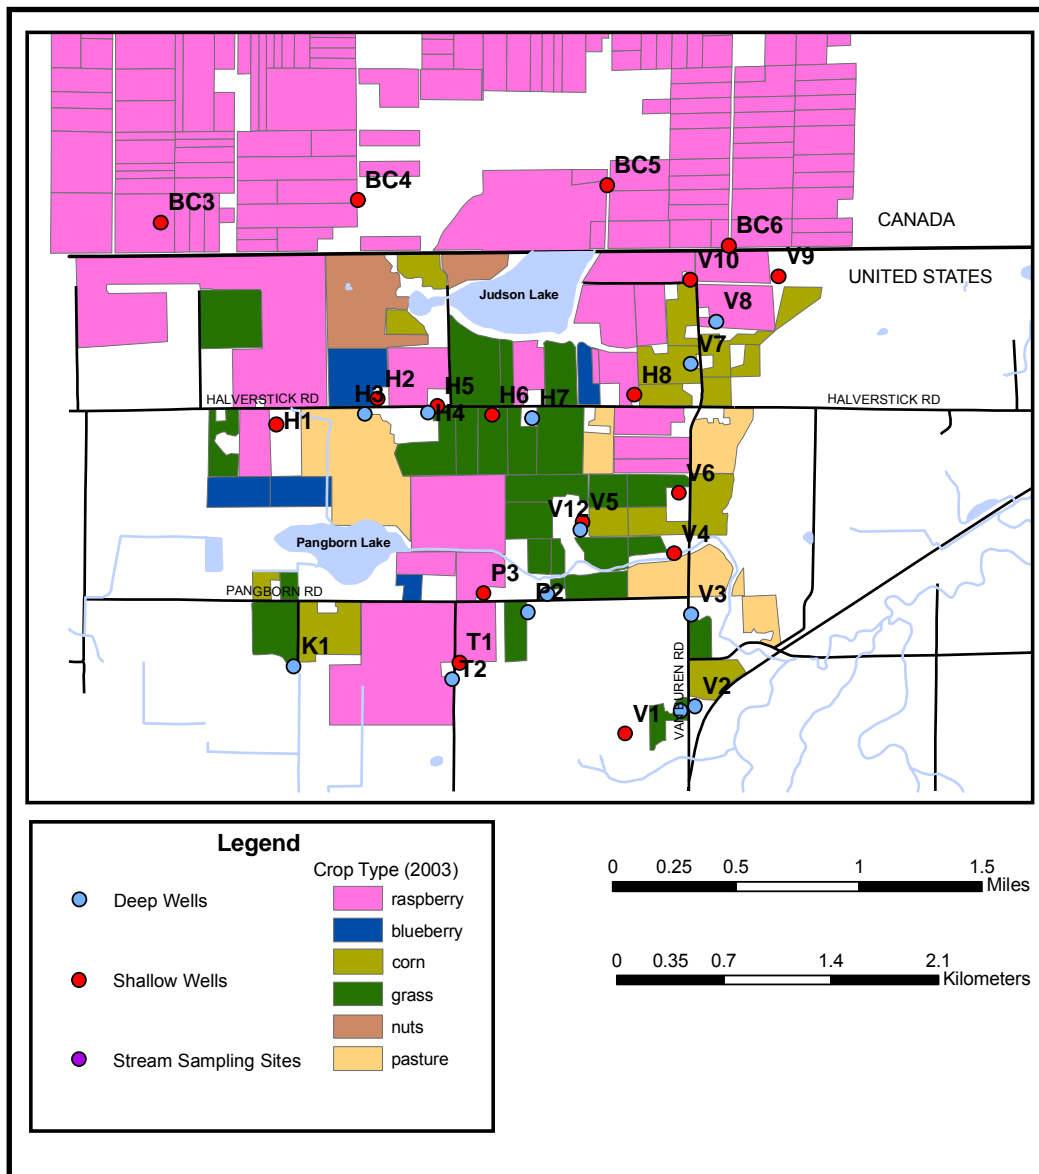 BC3
BC4
BC5
BC6
CANADA
UNITED STATES
V10
V9
Judson Lake
V8
V7
H2
H3
H5
H4
H6
H7
H8
HALVERSTICK RD
HALVERSTICK RD
H1
V6
V5
V12
V4
Pangborn Lake
PANGBORN RD
P3
P2
V3
K1
T1
T2
VAN BUREN RD
V2
V1
Legend
Crop Type (2003)
Deep Wells
Shallow Wells
Stream Sampling Sites
raspberry
blueberry
corn
grass
nuts
pasture
0 0.25 0.5 1 1.5
Miles
0 0.35 0.7 1.4 2.1
Kilometers